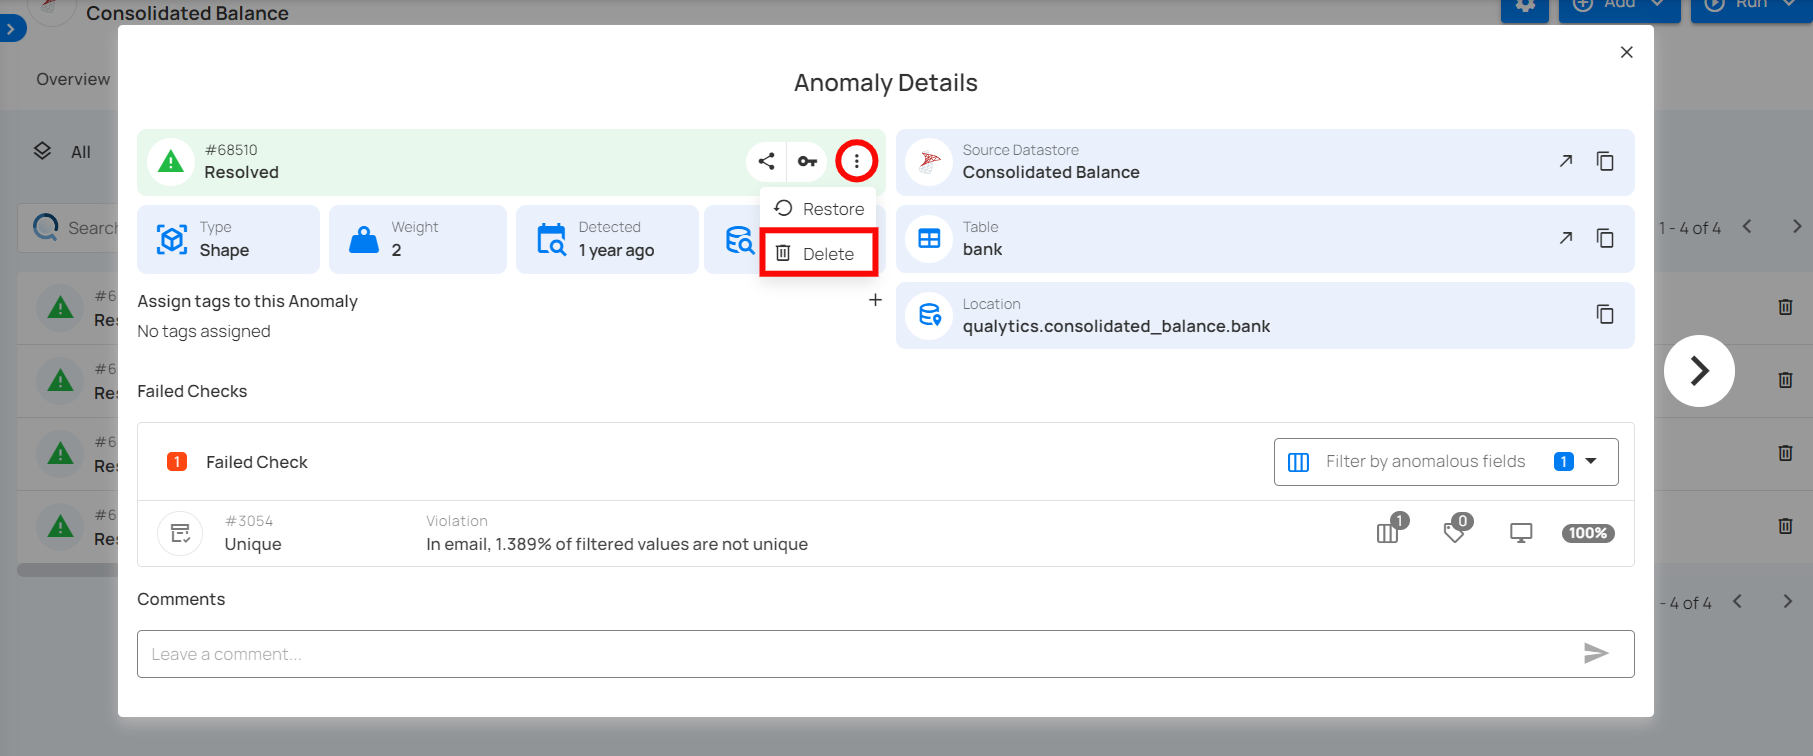 Consolidated Balance
Add
Run
Overview
Anomaly Details
All
#68510
Resolved
Source Datastore
Consolidated Balance
Restore
Search
Type
Shape
Weight
2
Detected
1 year ago
Delete
Table
bank
1 - 4 of 4
Assign tags to this Anomaly
No tags assigned
Location
qualytics.consolidated_balance.bank
#6
Res
#6
Res
#6
Res
#6
Res
Failed Checks
1 Failed Check
Filter by anomalous fields 1
#3054
Unique
Violation
In email, 1.389% of filtered values are not unique
1
0
100%
Comments
- 4 of 4
Leave a comment...